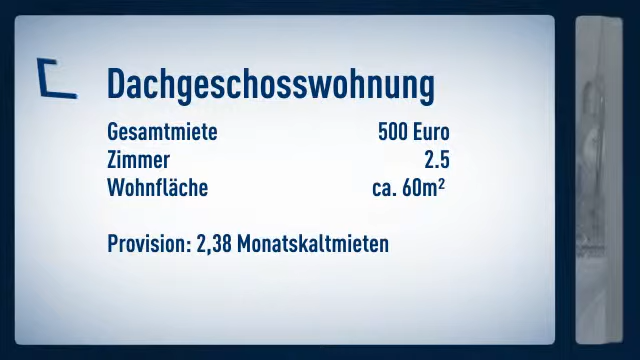 Dachgeschosswohnung
Gesamtmiete 500 Euro
Zimmer 2.5
Wohnfläche ca. 60m²
Provision: 2,38 Monatskaltmieten